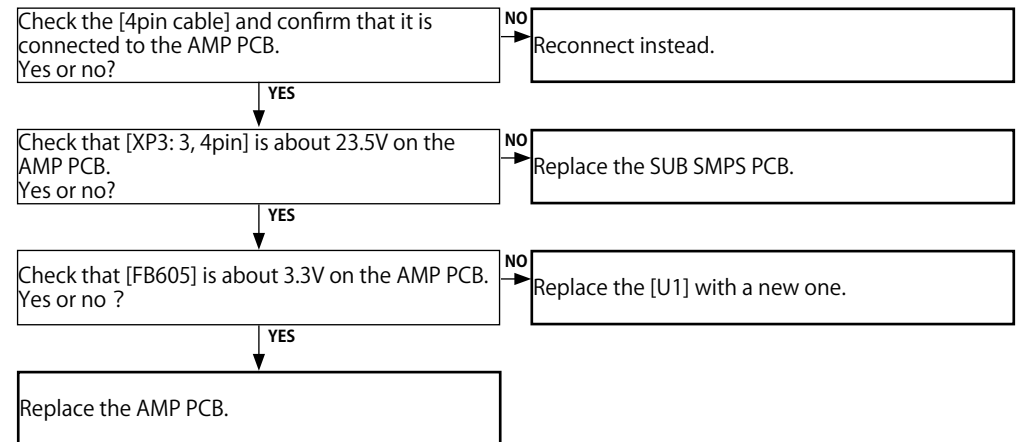 Check the [4pin cable] and confirm that it is
connected to the AMP PCB.
Yes or no?
NO
Reconnect instead.
YES
Check that [XP3: 3, 4pin] is about 23.5V on the
AMP PCB.
Yes or no?
NO
Replace the SUB SMPS PCB.
YES
Check that [FB605] is about 3.3V on the AMP PCB.
Yes or no ?
NO
Replace the [U1] with a new one.
YES
Replace the AMP PCB.